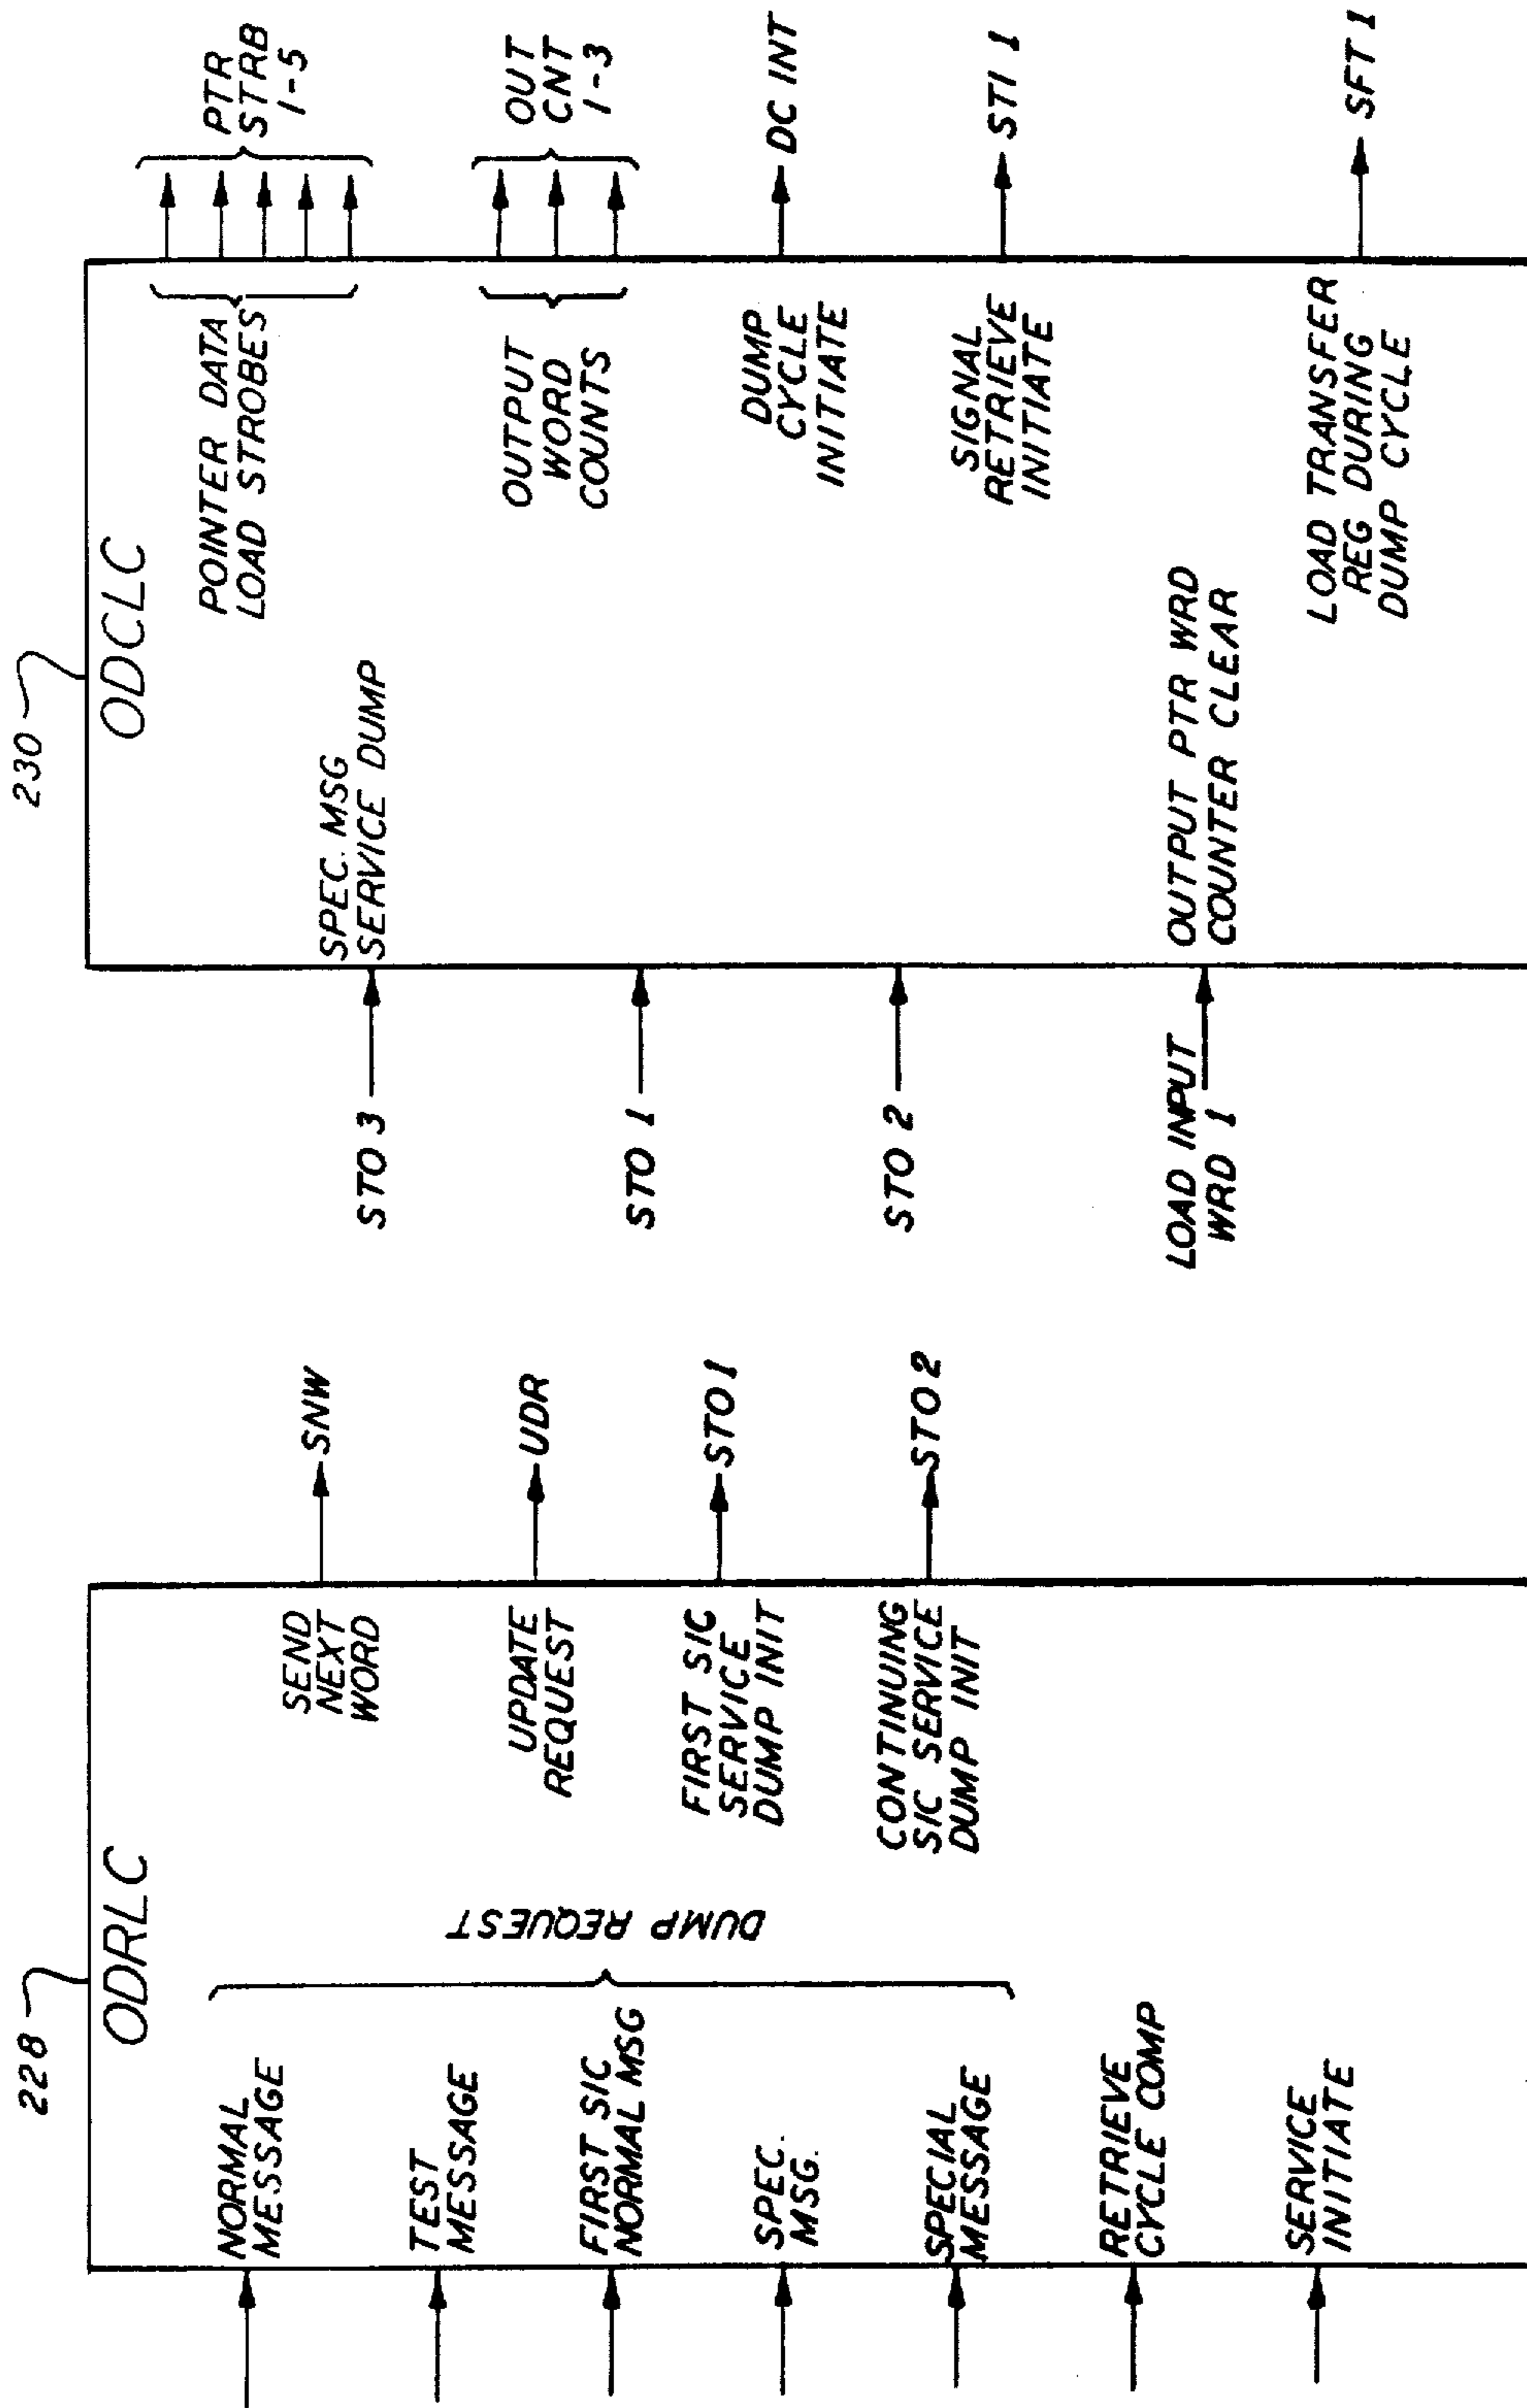 228
ODRLC
NORMAL
MESSAGE
TEST
MESSAGE
FIRST SIC
NORMAL MSG
SPEC.
MSG.
SPECIAL
MESSAGE
RETRIEVE
CYCLE COMP
SERVICE
INITIATE
DUMP REQUEST
SEND
NEXT
WORD
SNW
UPDATE
REQUEST
UDR
FIRST SIC
SERVICE
DUMP INIT
STO 1
CONTINUING
SIC SERVICE
DUMP INIT
STO 2
230
ODCLC
STO 3
SPEC. MSG
SERVICE DUMP
STO 1
STO 2
LOAD INPUT
WRD 1
OUTPUT PTR WRD
COUNTER CLEAR
POINTER DATA
LOAD STROBES
PTR
STRB
1-5
OUTPUT
WORD
COUNTS
OUT
CNT
1-3
DUMP
CYCLE
INITIATE
DC INT
SIGNAL
RETRIEVE
INITIATE
STI 1
LOAD TRANSFER
REG DURING
DUMP CYCLE
SFT 1